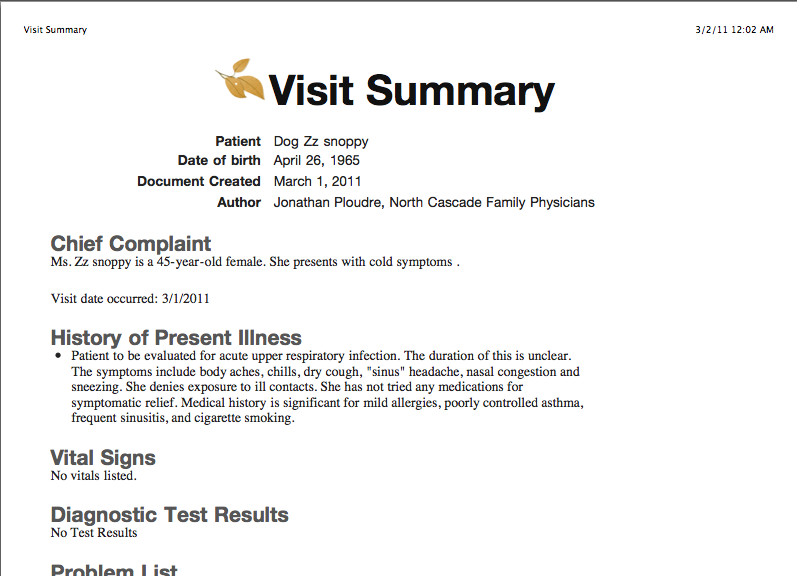 Visit Summary
3/2/11 12:02 AM
Visit Summary
Patient Dog Zz snoppy
Date of birth April 26, 1965
Document Created March 1, 2011
Author Jonathan Ploudre, North Cascade Family Physicians
Chief Complaint
Ms. Zz snoppy is a 45-year-old female. She presents with cold symptoms .
Visit date occurred: 3/1/2011
History of Present Illness
• Patient to be evaluated for acute upper respiratory infection. The duration of this is unclear.
The symptoms include body aches, chills, dry cough, "sinus" headache, nasal congestion and
sneezing. She denies exposure to ill contacts. She has not tried any medications for
symptomatic relief. Medical history is significant for mild allergies, poorly controlled asthma,
frequent sinusitis, and cigarette smoking.
Vital Signs
No vitals listed.
Diagnostic Test Results
No Test Results
Problem List